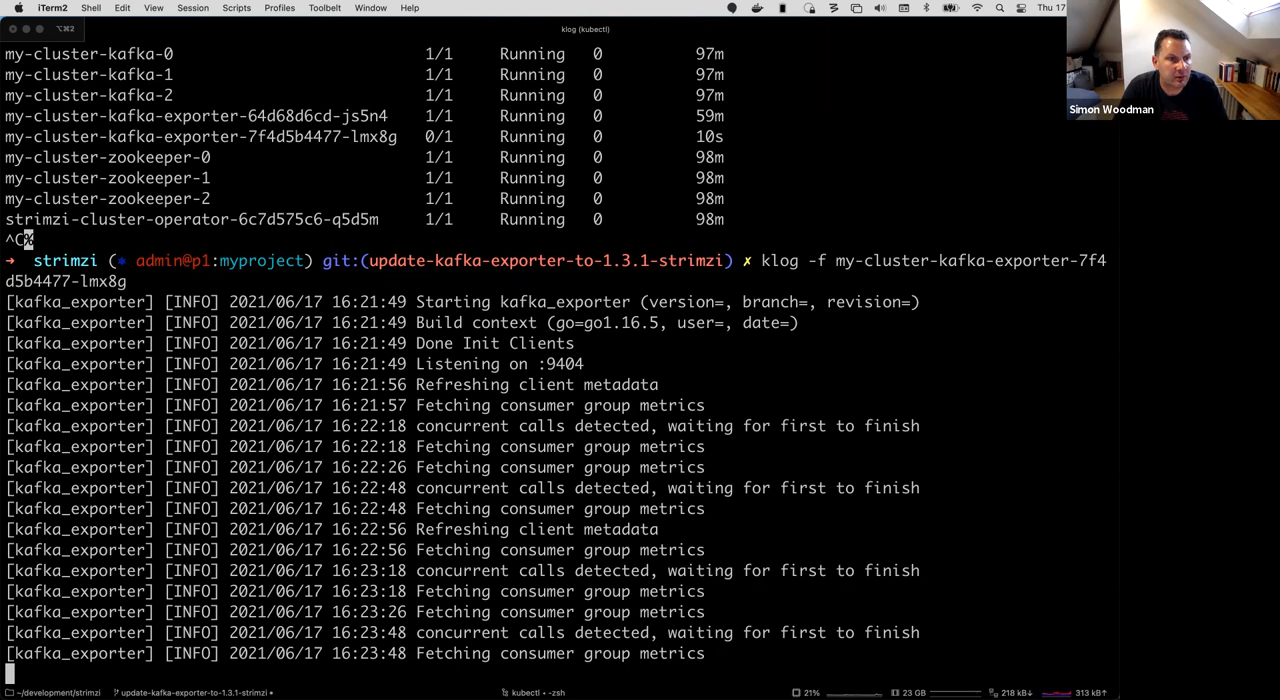 iTerm2 Shell Edit View Session Scripts Profiles Toolbelt Window Help Thu 17
⌥⌘2 klog (kubectl)
my-cluster-kafka-0 1/1 Running 0 97m
my-cluster-kafka-1 1/1 Running 0 97m
my-cluster-kafka-2 1/1 Running 0 97m
my-cluster-kafka-exporter-64d68d6cd-js5n4 1/1 Running 0 59m
my-cluster-kafka-exporter-7f4d5b4477-lmx8g 0/1 Running 0 10s
my-cluster-zookeeper-0 1/1 Running 0 98m
my-cluster-zookeeper-1 1/1 Running 0 98m
my-cluster-zookeeper-2 1/1 Running 0 98m
strimzi-cluster-operator-6c7d575c6-q5d5m 1/1 Running 0 98m
^C%
→ strimzi (* admin@p1:myproject) git:(update-kafka-exporter-to-1.3.1-strimzi) ✗ klog -f my-cluster-kafka-exporter-7f4
d5b4477-lmx8g
[kafka_exporter] [INFO] 2021/06/17 16:21:49 Starting kafka_exporter (version=, branch=, revision=)
[kafka_exporter] [INFO] 2021/06/17 16:21:49 Build context (go=go1.16.5, user=, date=)
[kafka_exporter] [INFO] 2021/06/17 16:21:49 Done Init Clients
[kafka_exporter] [INFO] 2021/06/17 16:21:49 Listening on :9404
[kafka_exporter] [INFO] 2021/06/17 16:21:56 Refreshing client metadata
[kafka_exporter] [INFO] 2021/06/17 16:21:57 Fetching consumer group metrics
[kafka_exporter] [INFO] 2021/06/17 16:22:18 concurrent calls detected, waiting for first to finish
[kafka_exporter] [INFO] 2021/06/17 16:22:18 Fetching consumer group metrics
[kafka_exporter] [INFO] 2021/06/17 16:22:26 Fetching consumer group metrics
[kafka_exporter] [INFO] 2021/06/17 16:22:48 concurrent calls detected, waiting for first to finish
[kafka_exporter] [INFO] 2021/06/17 16:22:48 Fetching consumer group metrics
[kafka_exporter] [INFO] 2021/06/17 16:22:56 Refreshing client metadata
[kafka_exporter] [INFO] 2021/06/17 16:22:56 Fetching consumer group metrics
[kafka_exporter] [INFO] 2021/06/17 16:23:18 concurrent calls detected, waiting for first to finish
[kafka_exporter] [INFO] 2021/06/17 16:23:18 Fetching consumer group metrics
[kafka_exporter] [INFO] 2021/06/17 16:23:26 Fetching consumer group metrics
[kafka_exporter] [INFO] 2021/06/17 16:23:48 concurrent calls detected, waiting for first to finish
[kafka_exporter] [INFO] 2021/06/17 16:23:48 Fetching consumer group metrics
~/development/strimzi update-kafka-exporter-to-1.3.1-strimzi • kubectl • -zsh 21% 23 GB 218 kB↓ 313 kB↑
Simon Woodman